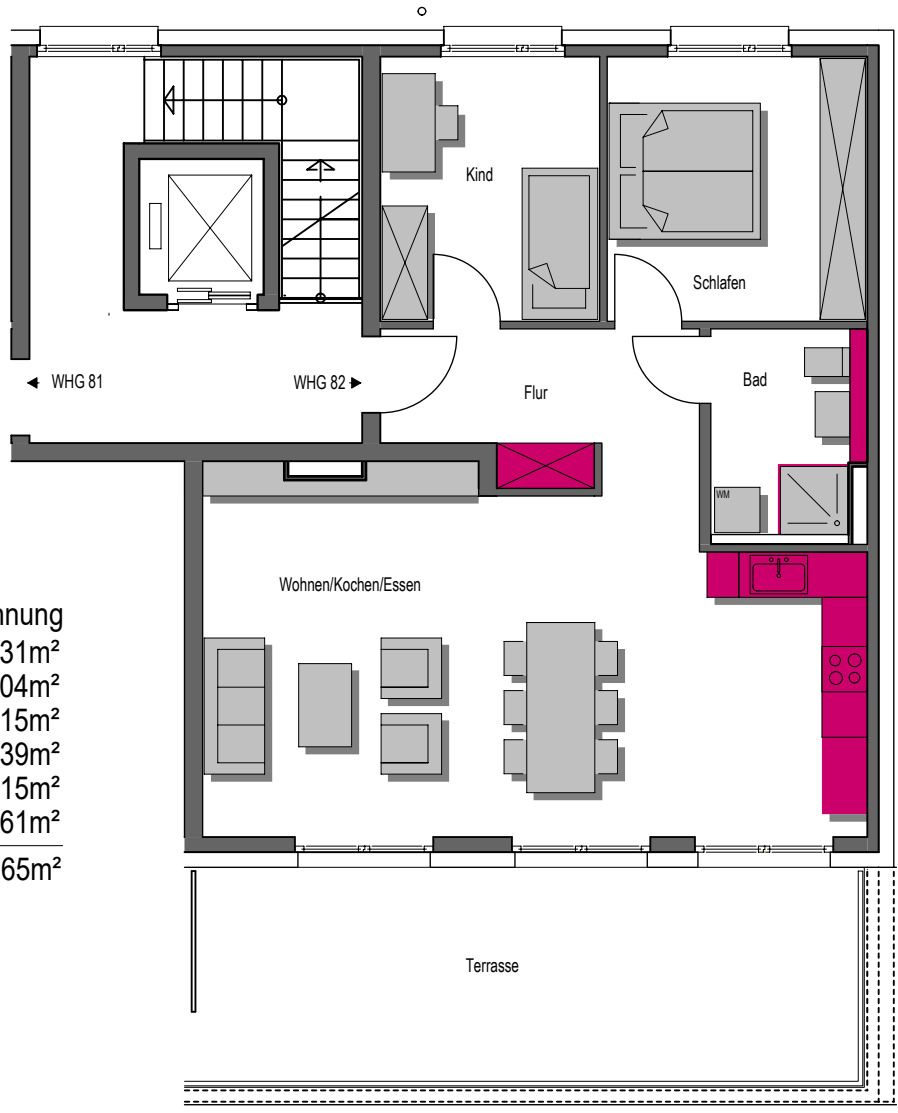 Kind
Schlafen
WHG 81
WHG 82
Flur
Bad
WM
Wohnen/Kochen/Essen
31m²
04m²
15m²
39m²
15m²
61m²
65m²
Terrasse